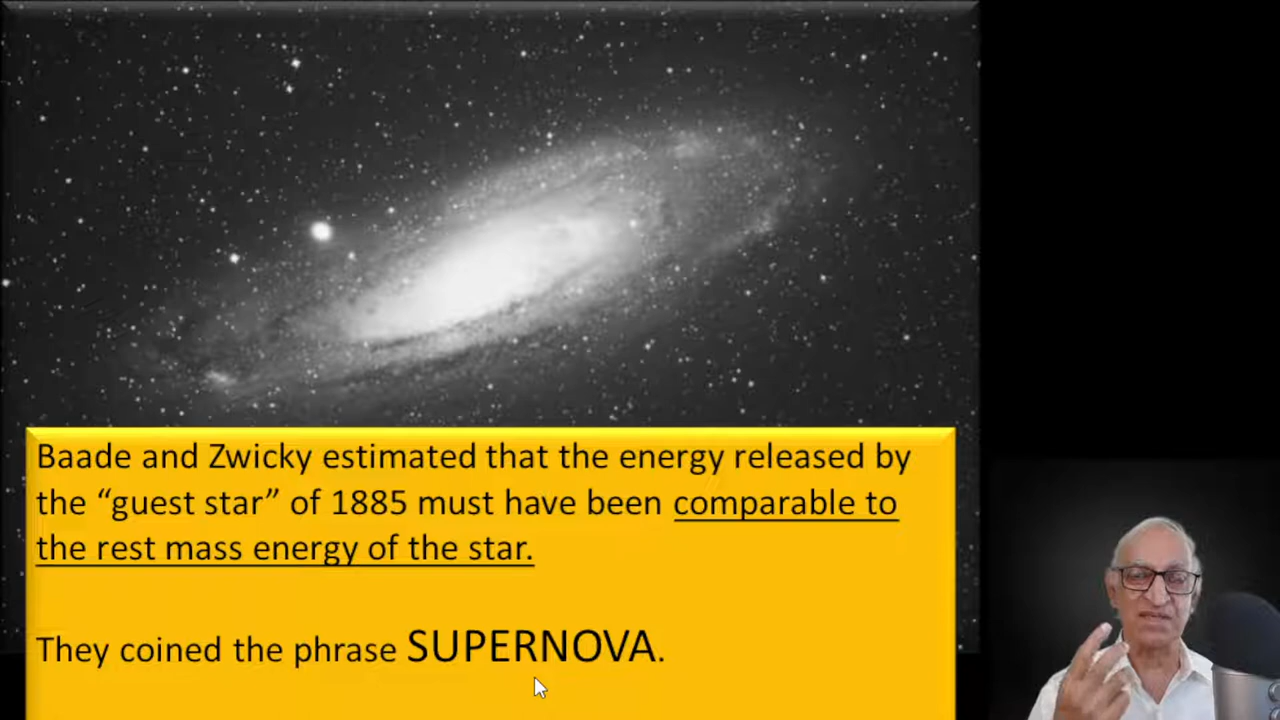 Baade and Zwicky estimated that the energy released by
the “guest star” of 1885 must have been comparable to
the rest mass energy of the star.
They coined the phrase SUPERNOVA.